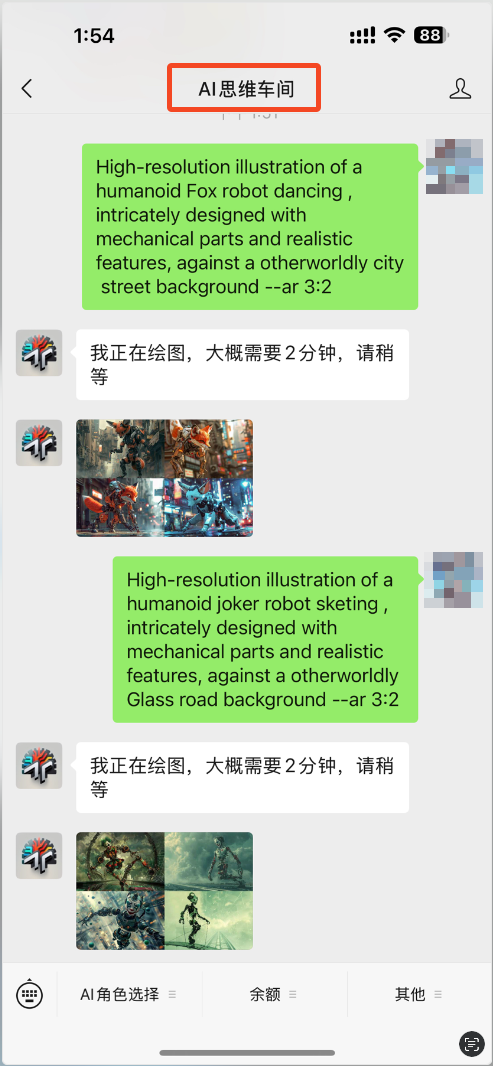 1:54
88
AI思维车间
High-resolution illustration of a
humanoid Fox robot dancing ,
intricately designed with
mechanical parts and realistic
features, against a otherworldly city
street background --ar 3:2
我正在绘图，大概需要2分钟，请稍
等
High-resolution illustration of a
humanoid joker robot sketing ,
intricately designed with
mechanical parts and realistic
features, against a otherworldly
Glass road background --ar 3:2
我正在绘图，大概需要2分钟，请稍
等
AI角色选择
余额
其他